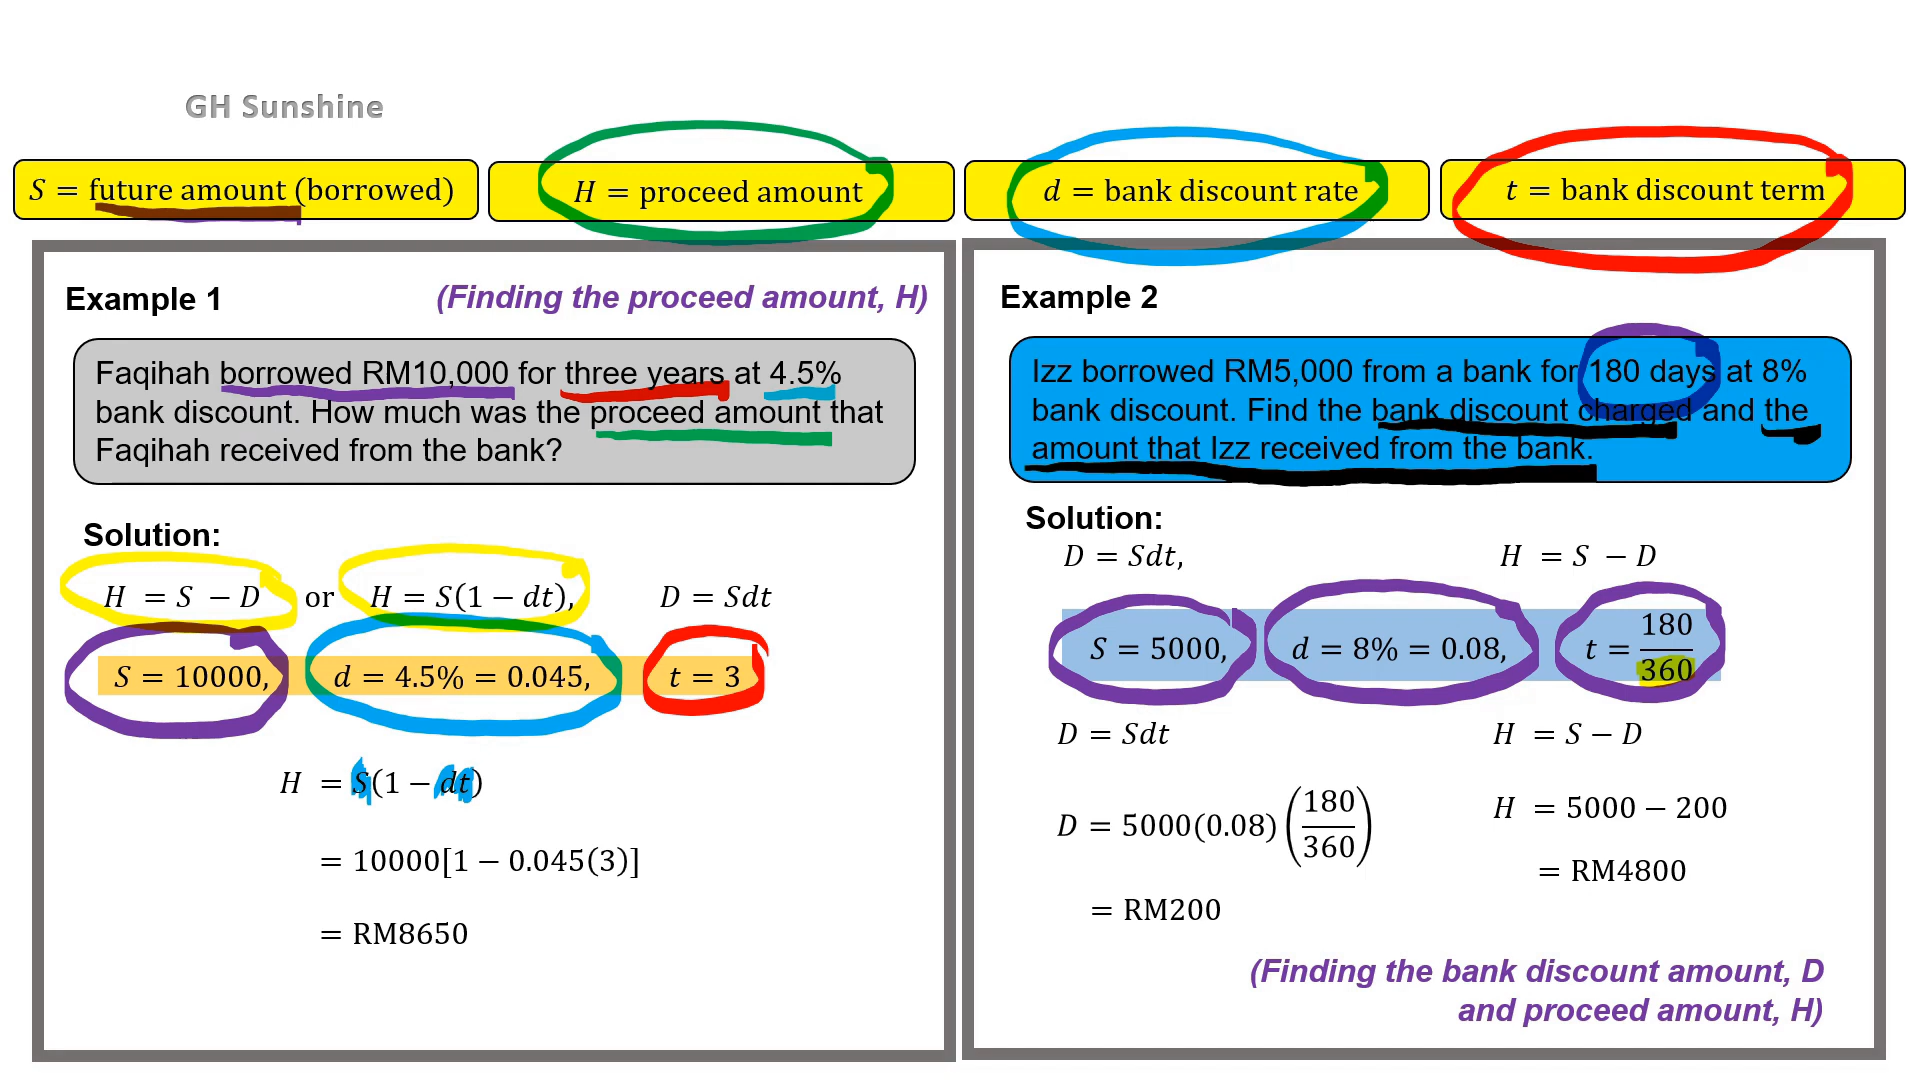 GH Sunshine
S = future amount (borrowed)
H = proceed amount
d = bank discount rate
t = bank discount term
Example 1
(Finding the proceed amount, H)
Faqihah borrowed RM10,000 for three years at 4.5%
bank discount. How much was the proceed amount that
Faqihah received from the bank?
Solution:
H = S − D or H = S(1 − dt), D = Sdt
S = 10000, d = 4.5% = 0.045, t = 3
H = S(1 − dt)
= 10000[1 − 0.045(3)]
= RM8650
Example 2
Izz borrowed RM5,000 from a bank for 180 days at 8%
bank discount. Find the bank discount charged and the
amount that Izz received from the bank.
Solution:
D = Sdt, H = S − D
S = 5000, d = 8% = 0.08, t = 180/360
D = Sdt
D = 5000(0.08)(180/360)
= RM200
H = S − D
H = 5000 − 200
= RM4800
(Finding the bank discount amount, D
and proceed amount, H)